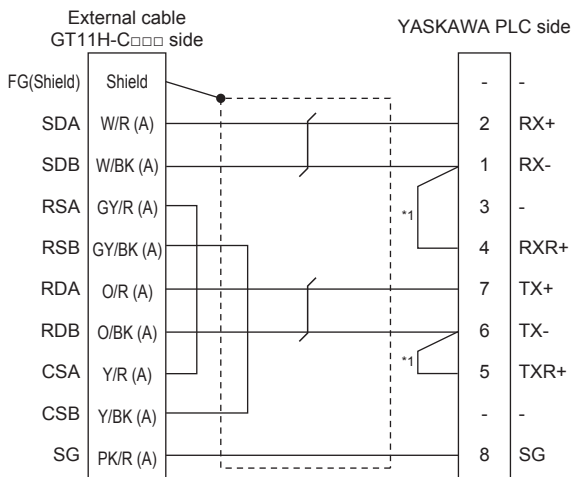 External cable
GT11H-C□□□ side
YASKAWA PLC side
FG(Shield) Shield - -
SDA W/R (A) 2 RX+
SDB W/BK (A) 1 RX-
RSA GY/R (A) *1 3 -
RSB GY/BK (A) 4 RXR+
RDA O/R (A) 7 TX+
RDB O/BK (A) 6 TX-
CSA Y/R (A) *1 5 TXR+
CSB Y/BK (A) - -
SG PK/R (A) 8 SG